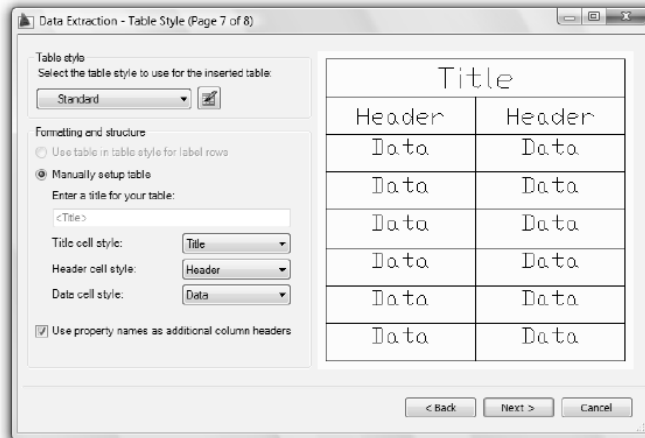 Data Extraction - Table Style (Page 7 of 8)
Table style
Select the table style to use for the inserted table:
Standard
Formatting and structure
Use table in table style for label rows
Manually setup table
Enter a title for your table:
<Title>
Title cell style:
Title
Header cell style:
Header
Data cell style:
Data
Use property names as additional column headers
Title
Header Header
Data Data
Data Data
Data Data
Data Data
Data Data
Data Data
< Back Next > Cancel